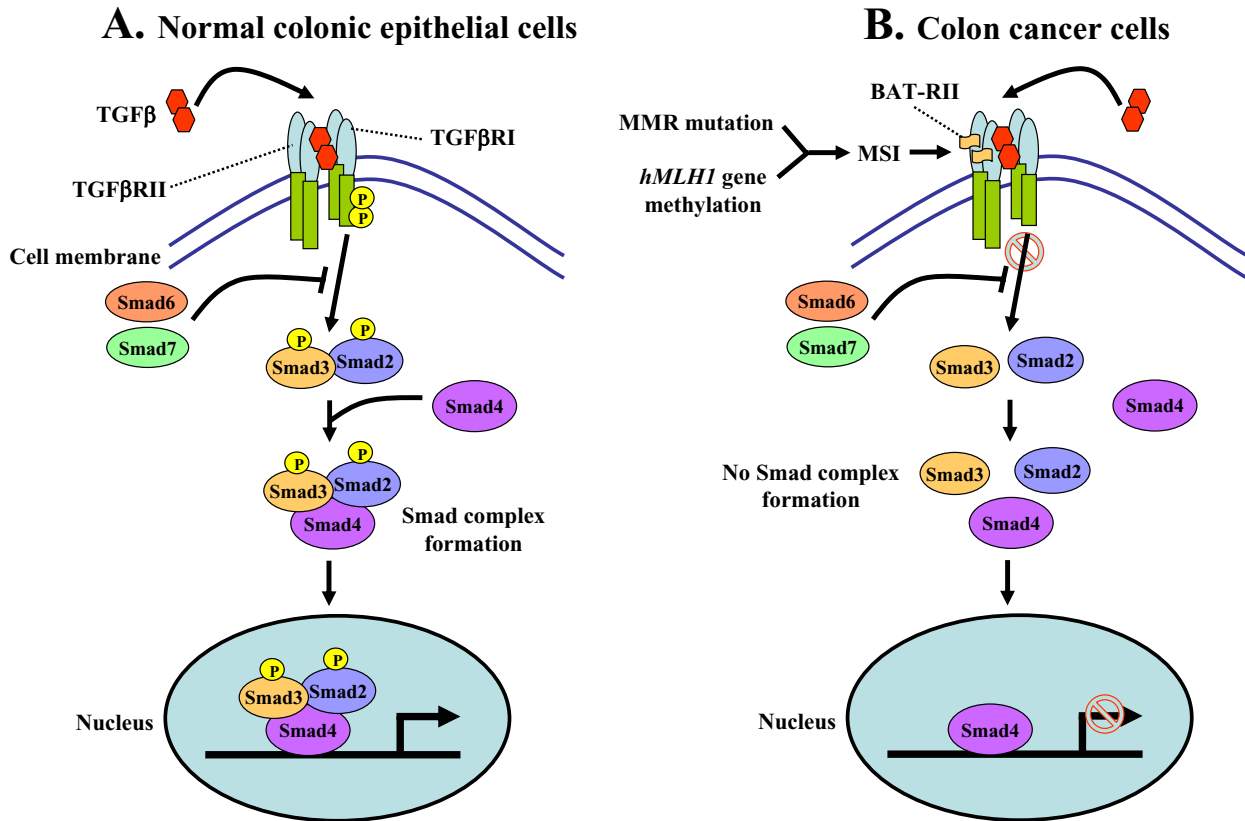 A. Normal colonic epithelial cells
TGFβ
TGFβRI
TGFβRII
P
P
Cell membrane
Smad6
Smad7
P
P
Smad3
Smad2
Smad4
P
P
Smad3
Smad2
Smad4
Smad complex
formation
P
P
Smad3
Smad2
Smad4
Nucleus
B. Colon cancer cells
BAT-RII
MMR mutation
MSI
hMLH1 gene
methylation
Smad6
Smad7
Smad3
Smad2
Smad4
No Smad complex
formation
Smad3
Smad2
Smad4
Nucleus
Smad4